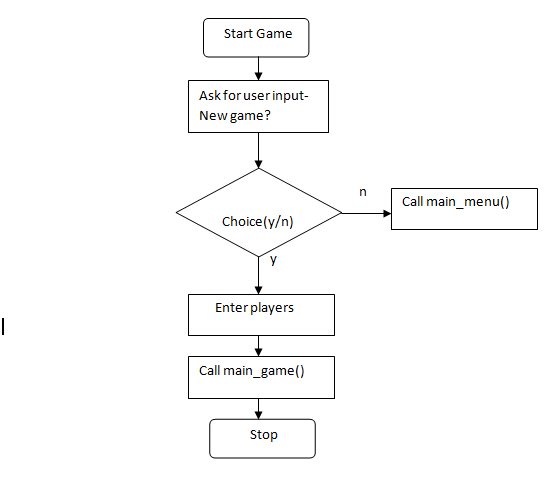 Start Game
Ask for user input-
New game?
n
Call main_menu()
Choice(y/n)
y
Enter players
Call main_game()
Stop